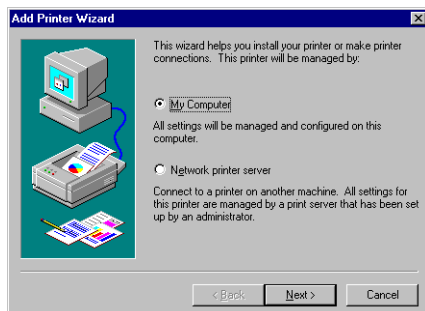 Add Printer Wizard
This wizard helps you install your printer or make printer
connections. This printer will be managed by:
My Computer
All settings will be managed and configured on this
computer.
Network printer server
Connect to a printer on another machine. All settings for
this printer are managed by a print server that has been set
up by an administrator.
< Back
Next >
Cancel